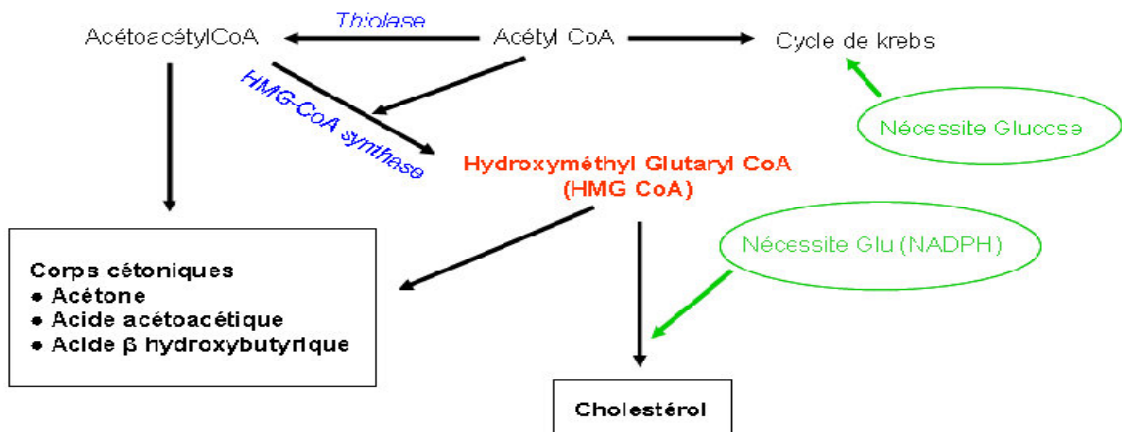 Thiolase
AcétoacétylCoA
Acétyl CoA
Cycle de krebs
HMG-CoA synthase
Nécessite Gluccse
Hydroxyméthyl Glutaryl CoA
(HMG CoA)
Nécessite Glu (NADPH)
Corps cétoniques
● Acétone
● Acide acétoacétique
● Acide β hydroxybutyrique
Cholestérol